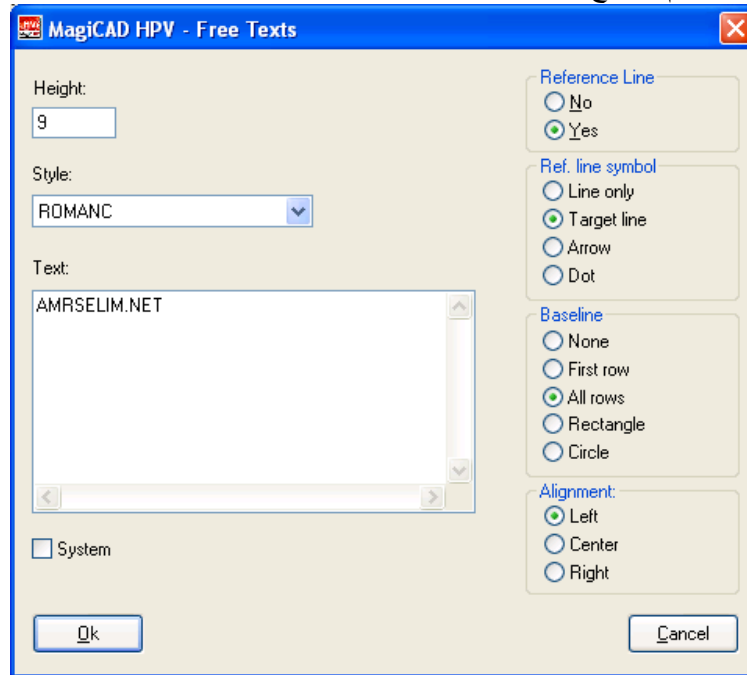 MagiCAD HPV - Free Texts
Height:
9
Style:
ROMANC
Text:
AMRSELIM.NET
System
Ok
Reference Line
No
Yes
Ref. line symbol
Line only
Target line
Arrow
Dot
Baseline
None
First row
All rows
Rectangle
Circle
Alignment:
Left
Center
Right
Cancel